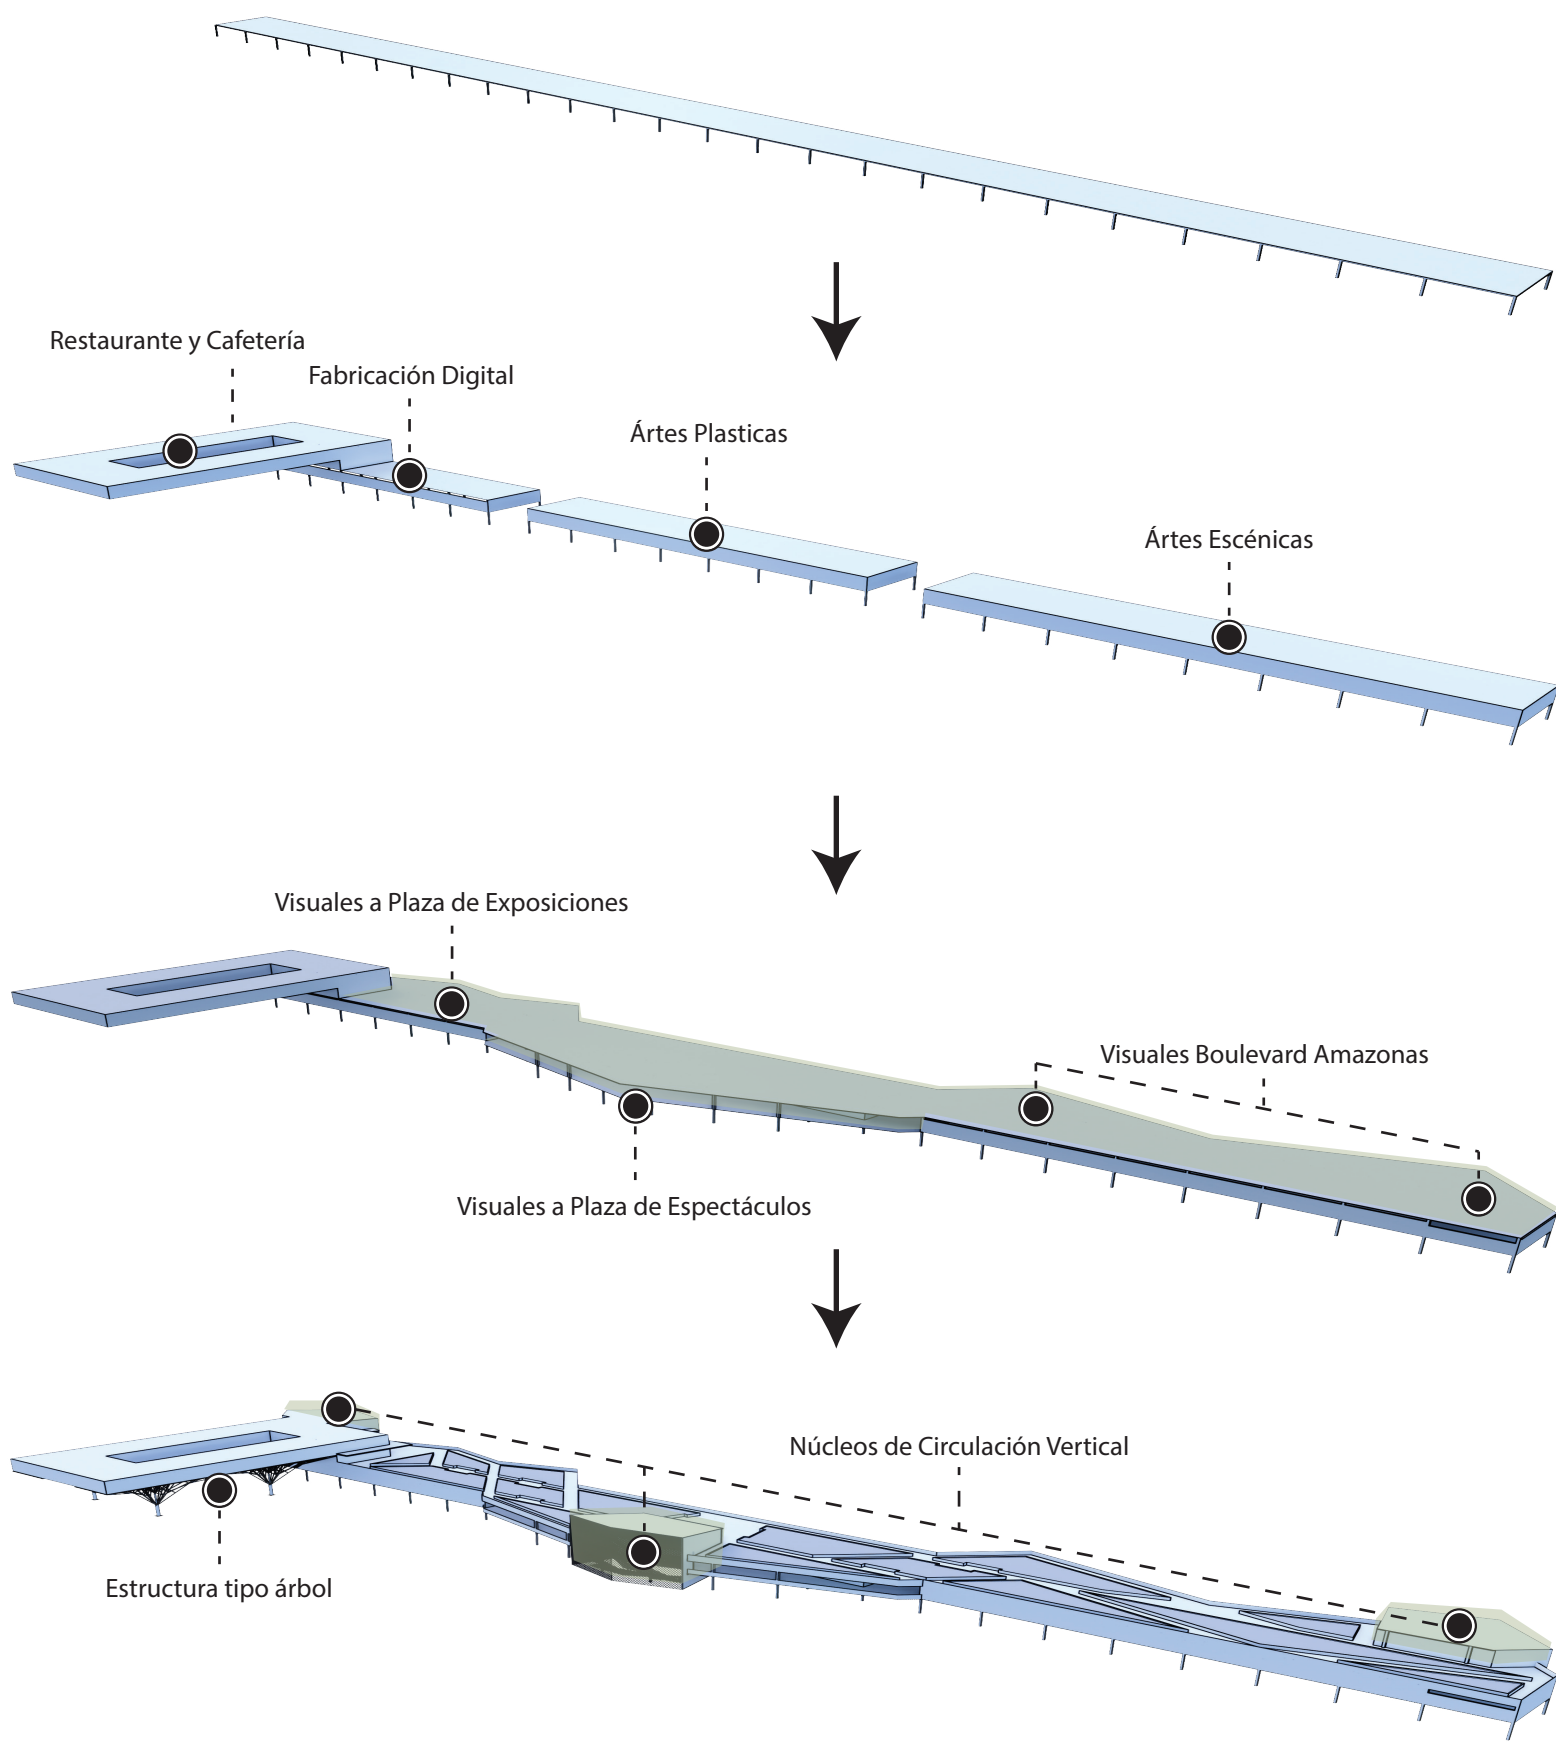 Restaurante y Cafetería
Fabricación Digital
Ártes Plasticas
Ártes Escénicas
Visuales a Plaza de Exposiciones
Visuales Boulevard Amazonas
Visuales a Plaza de Espectáculos
Núcleos de Circulación Vertical
Estructura tipo árbol